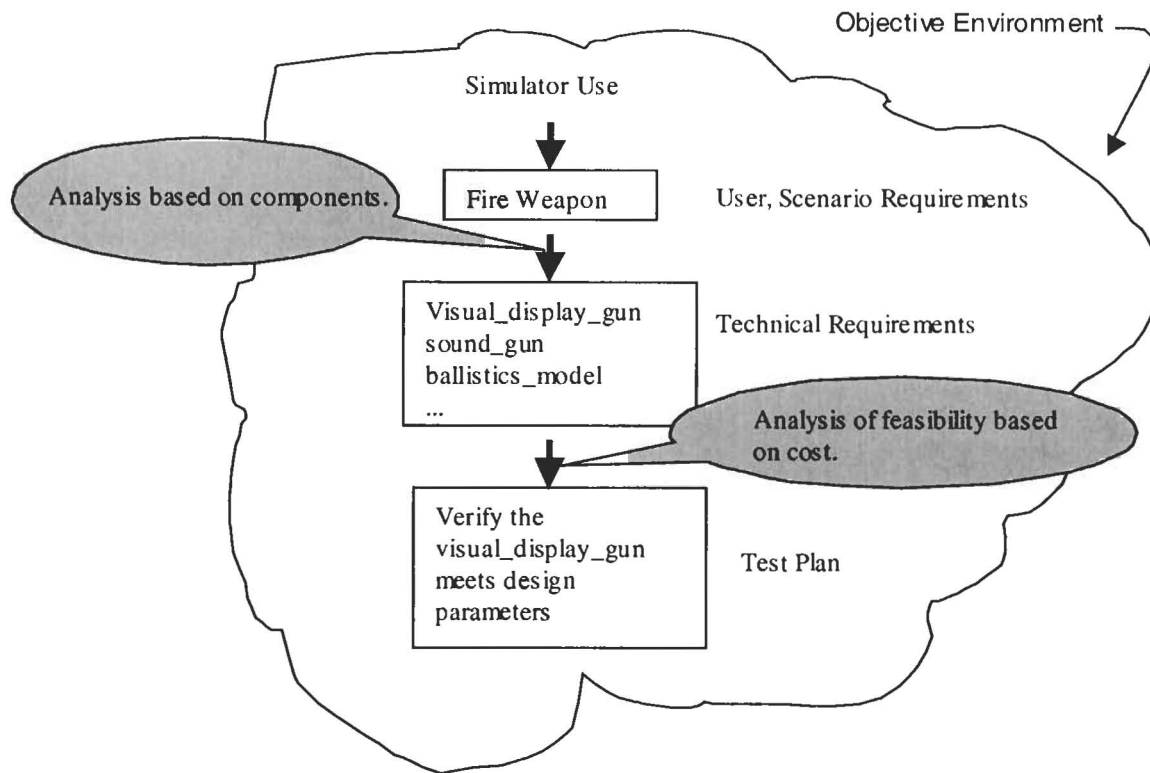 Objective Environment
Simulator Use
Analysis based on components.
Fire Weapon
User, Scenario Requirements
Visual_display_gun
sound_gun
ballistics_model
...
Technical Requirements
Analysis of feasibility based
on cost.
Verify the
visual_display_gun
meets design
parameters
Test Plan